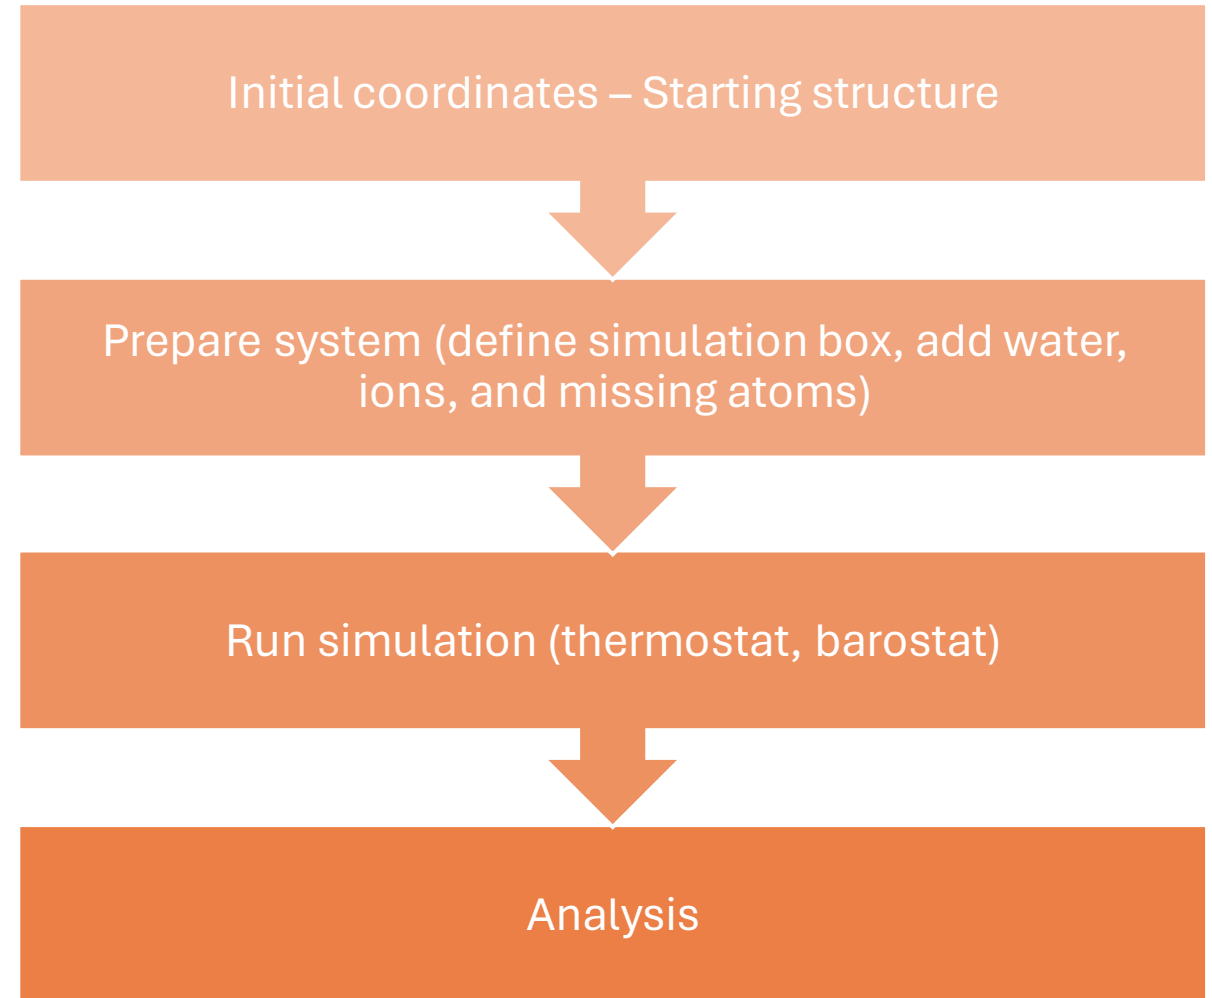 Initial coordinates – Starting structure
Prepare system (define simulation box, add water,
ions, and missing atoms)
Run simulation (thermostat, barostat)
Analysis